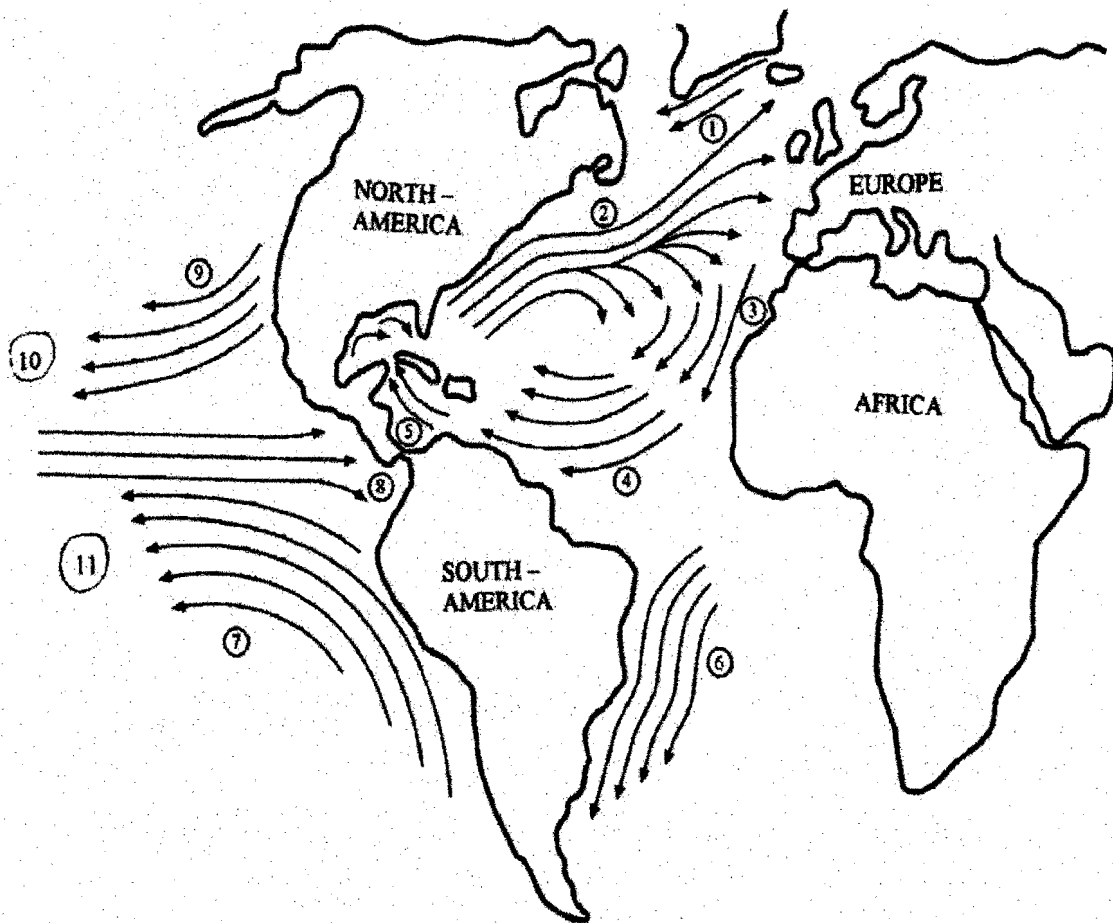 ①
②
NORTH –
AMERICA
EUROPE
⑨
③
10
AFRICA
⑤
④
⑧
11
SOUTH –
AMERICA
⑦
⑥